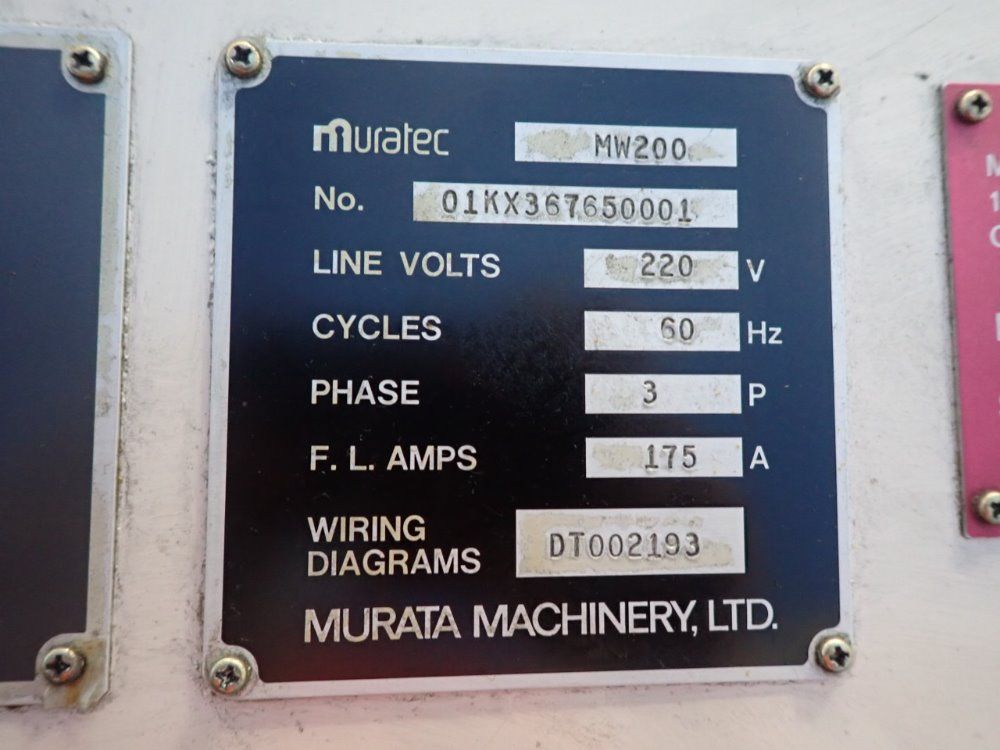 muratec MW200
No. 01KX367650001
LINE VOLTS 220 V
CYCLES 60 Hz
PHASE 3 P
F. L. AMPS 175 A
WIRING
DIAGRAMS DT002193
MURATA MACHINERY, LTD.